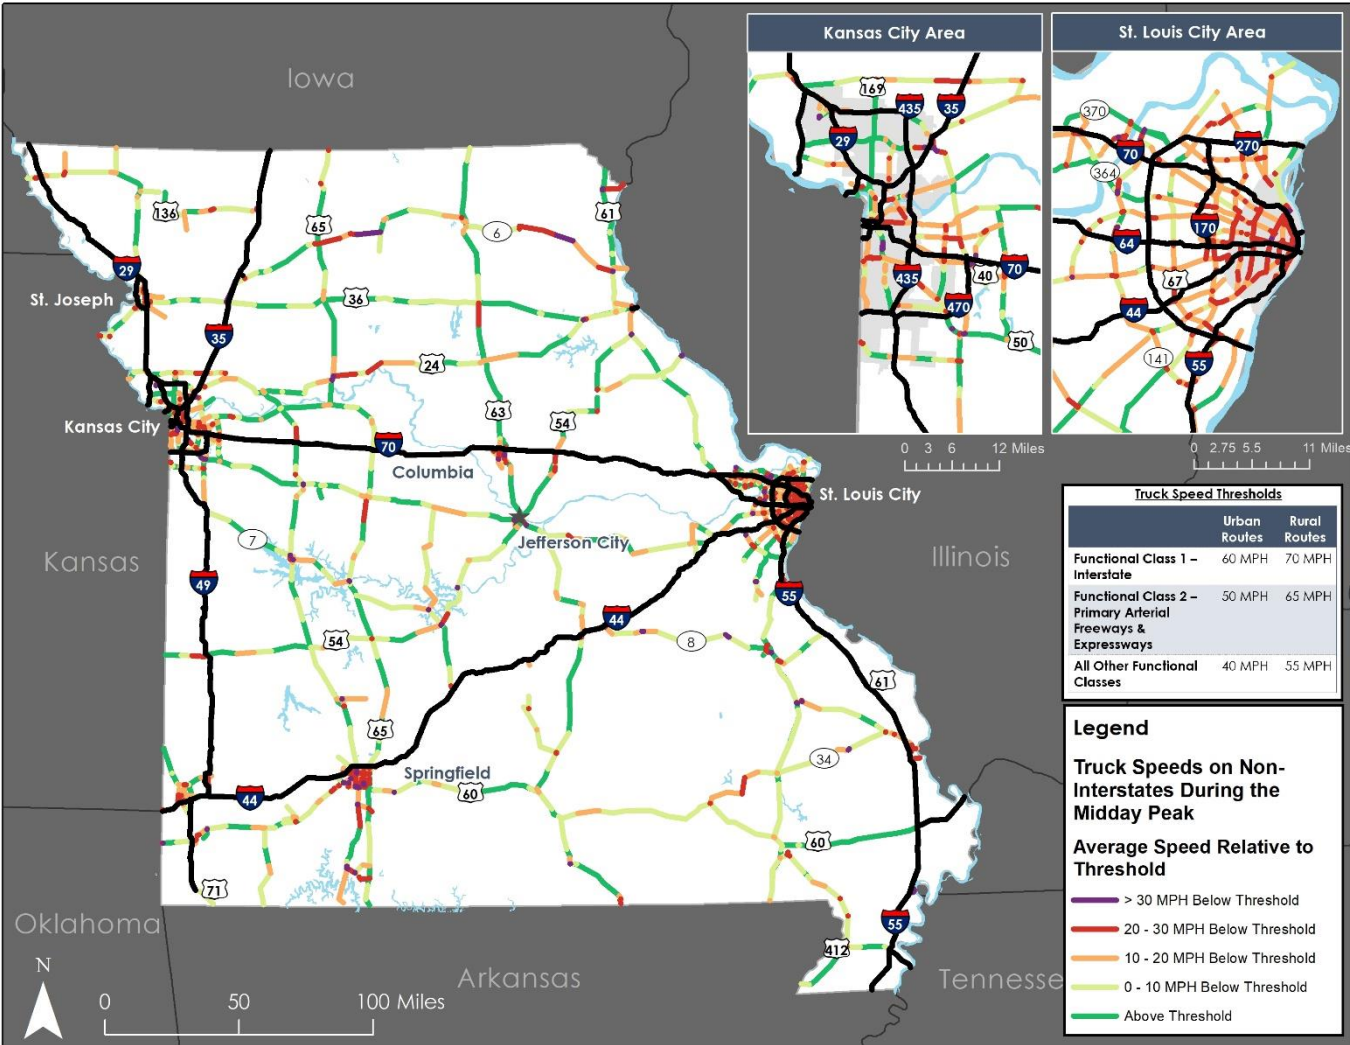 Kansas City Area
St. Louis City Area
169
435
35
29
435
40
70
470
50
370
70
270
364
170
64
67
44
141
55
0 3 6 12 Miles
0 2.75 5.5 11 Miles
Iowa
136
65
6
61
29
St. Joseph
36
35
24
63
54
Kansas City
70
Columbia
St. Louis City
Jefferson City
7
Kansas
Illinois
49
55
44
54
8
61
65
34
Springfield
44
60
60
71
Oklahoma
55
412
Arkansas
Tennesse
N
0 50 100 Miles
Truck Speed Thresholds
Urban Routes
Rural Routes
Functional Class 1 – Interstate
60 MPH
70 MPH
Functional Class 2 – Primary Arterial Freeways & Expressways
50 MPH
65 MPH
All Other Functional Classes
40 MPH
55 MPH
Legend
Truck Speeds on Non-
Interstates During the
Midday Peak
Average Speed Relative to
Threshold
> 30 MPH Below Threshold
20 - 30 MPH Below Threshold
10 - 20 MPH Below Threshold
0 - 10 MPH Below Threshold
Above Threshold